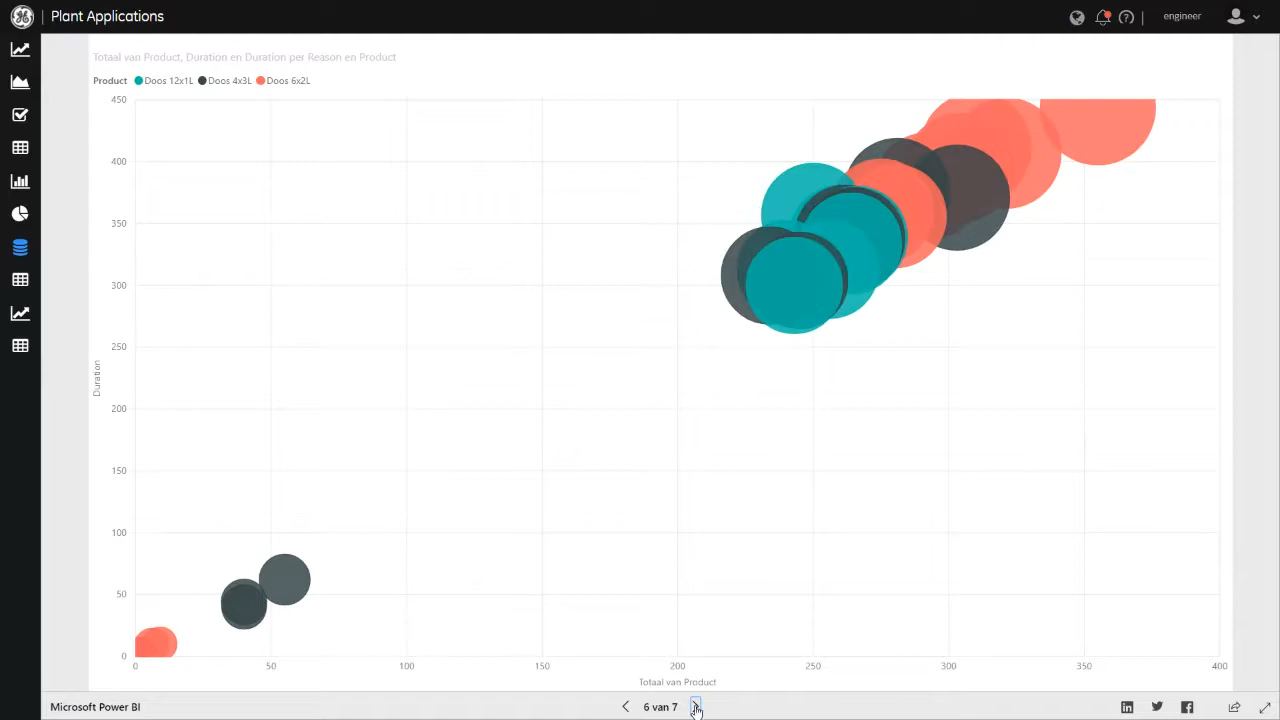 Plant Applications
engineer
Totaal van Product, Duration en Duration per Reason en Product
Product Doos 12x1L Doos 4x3L Doos 6x2L
450
400
350
300
250
200
150
100
50
0
Duration
0 50 100 150 200 250 300 350 400
Totaal van Product
Microsoft Power BI
6 van 7